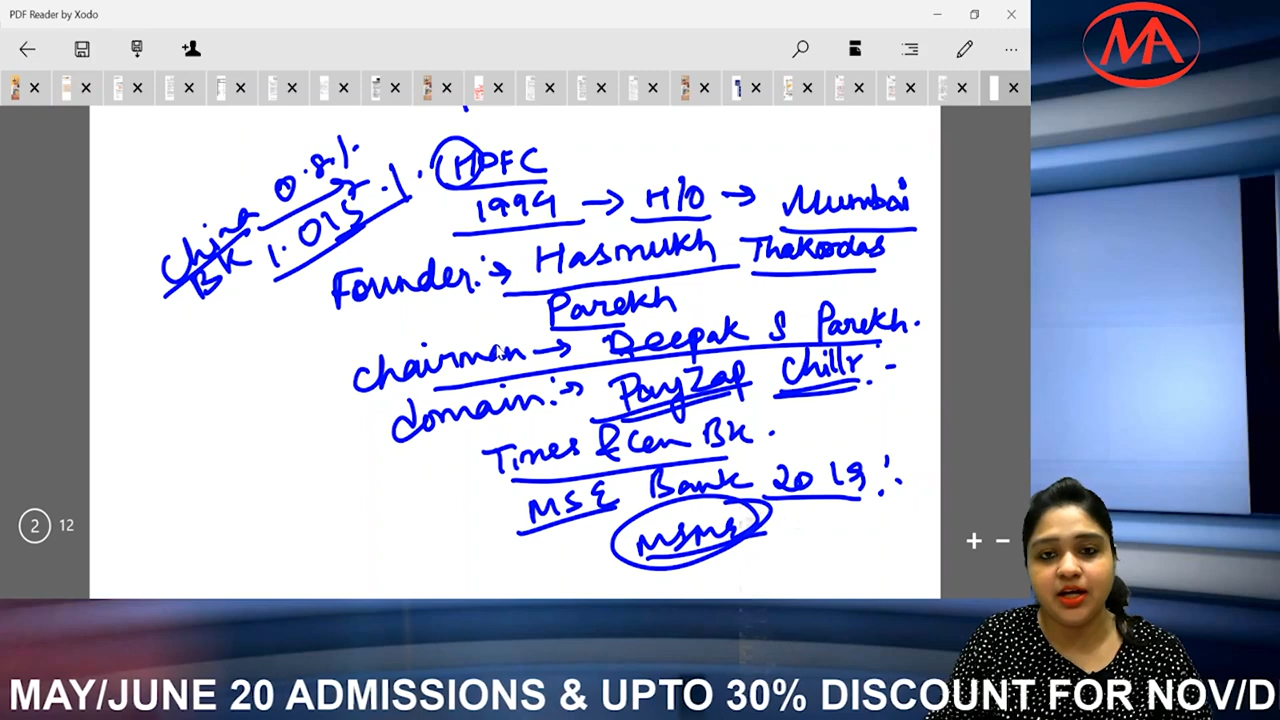 PDF Reader by Xodo
MA
China 0.8%
BK 1.015 %.
HDFC
1994 → H/O → Mumbai
Founder:→ Hasmukh Thakordas
Parekh
Chairman → Deepak S Parekh.
domain:→ PayZap Chillr :-
Times & Cen BK.
MSE Bank 2019:-
MSME
2 12
MAY/JUNE 20 ADMISSIONS & UPTO 30% DISCOUNT FOR NOV/D